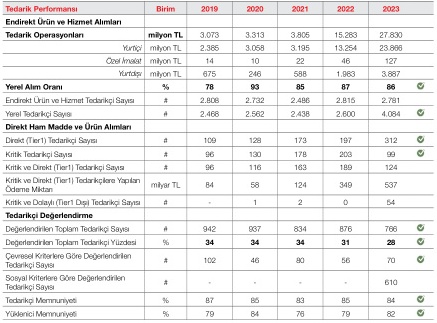 Tedarik Performansı Birim 2019 2020 2021 2022 2023
Endirekt Ürün ve Hizmet Alımları
Tedarik Operasyonları milyon TL 3.073 3.313 3.805 15.283 27.830
Yurtiçi milyon TL 2.385 3.058 3.195 13.254 23.866
Özel İmalat milyon TL 14 10 22 46 127
Yurtdışı milyon TL 675 246 588 1.983 3.887
Yerel Alım Oranı % 78 93 85 87 86
Endirekt Ürün ve Hizmet Tedarikçi Sayısı # 2.808 2.732 2.486 2.815 2.781
Yerel Tedarikçi Sayısı # 2.468 2.562 2.438 2.600 4.084
Direkt Ham Madde ve Ürün Alımları
Direkt (Tier1) Tedarikçi Sayısı # 109 128 173 197 312
Kritik Tedarikçi Sayısı # 96 130 178 203 99
Kritik ve Direkt (Tier1) Tedarikçi Sayısı # 96 116 163 189 124
Kritik ve Direkt (Tier1) Tedarikçilere Yapılan
Ödeme Miktarı milyar TL 84 58 124 349 537
Kritik ve Dolaylı (Tier1 Dışı) Tedarikçi Sayısı # - 1 2 0 54
Tedarikçi Değerlendirme
Değerlendirilen Toplam Tedarikçi Sayısı # 942 937 834 876 766
Değerlendirilen Toplam Tedarikçi Yüzdesi % 34 34 34 31 28
Çevresel Kriterlere Göre Değerlendirilen
Tedarikçi Sayısı # 102 46 80 56 70
Sosyal Kriterlere Göre Değerlendirilen
Tedarikçi Sayısı # - - - - 610
Tedarikçi Memnuniyeti % 87 85 83 85 84
Yüklenici Memnuniyeti % 79 84 76 79 82